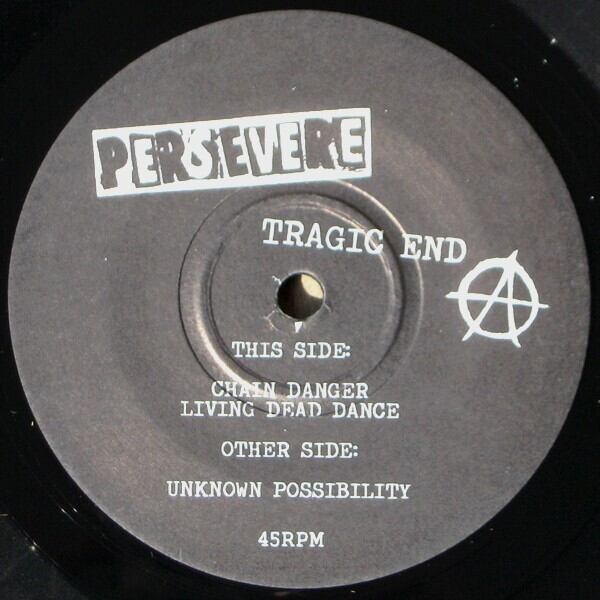 PERSEVERE
TRAGIC END
THIS SIDE:
CHAIN DANGER
LIVING DEAD DANCE
OTHER SIDE:
UNKNOWN POSSIBILITY
45RPM